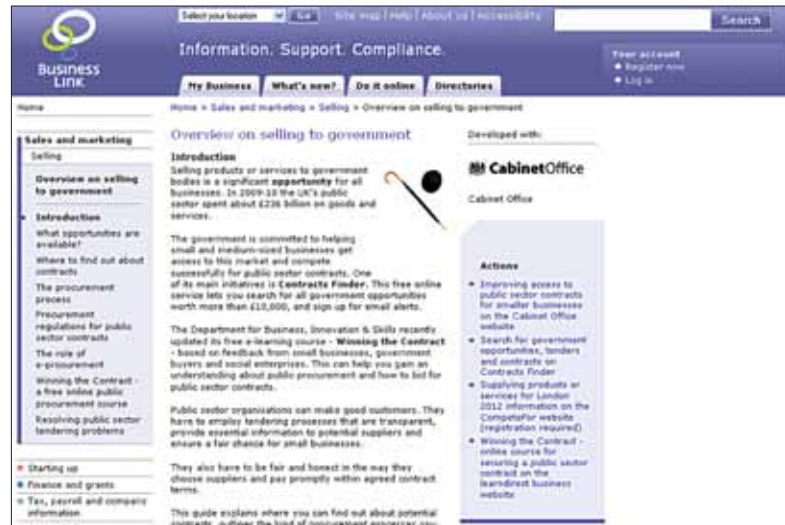 Select your location
Go
Site map | Help | About us | Accessibility
Search
Business
Link
Information. Support. Compliance.
Your account
Register now
Log in
My Business
What's new?
Do it online
Directories
Home
Home > Sales and marketing > Selling > Overview on selling to government
Sales and marketing
Selling
Overview on selling
to government
Introduction
What opportunities are
available?
Where to find out about
contracts
The procurement
process
Procurement
regulations for public
sector contracts
The role of
e-procurement
Winning the Contract -
a free online public
procurement course
Resolving public sector
tendering problems
Starting up
Finance and grants
Tax, payroll and company
information
Overview on selling to government
Introduction
Selling products or services to government
bodies is a significant opportunity for all
businesses. In 2009-10 the UK's public
sector spent about £236 billion on goods and
services.
The government is committed to helping
small and medium-sized businesses get
access to this market and compete
successfully for public sector contracts. One
of its main initiatives is Contracts Finder. This free online
service lets you search for all government opportunities
worth more than £10,000, and sign up for email alerts.
The Department for Business, Innovation & Skills recently
updated its free e-learning course - Winning the Contract
- based on feedback from small businesses, government
buyers and social enterprises. This can help you gain an
understanding about public procurement and how to bid for
public sector contracts.
Public sector organisations can make good customers. They
have to employ tendering processes that are transparent,
provide essential information to potential suppliers and
ensure a fair chance for small businesses.
They also have to be fair and honest in the way they
choose suppliers and pay promptly within agreed contract
terms.
This guide explains where you can find out about potential
contracts, outlines the kind of procurement processes you
Developed with:
CabinetOffice
Cabinet Office
Actions
Improving access to
public sector contracts
for smaller businesses
on the Cabinet Office
website
Search for government
opportunities, tenders
and contracts on
Contracts Finder
Supplying products or
services for London
2012 information on the
CompeteFor website
(registration required)
Winning the Contract -
online course for
securing a public sector
contract on the
learndirect business
website